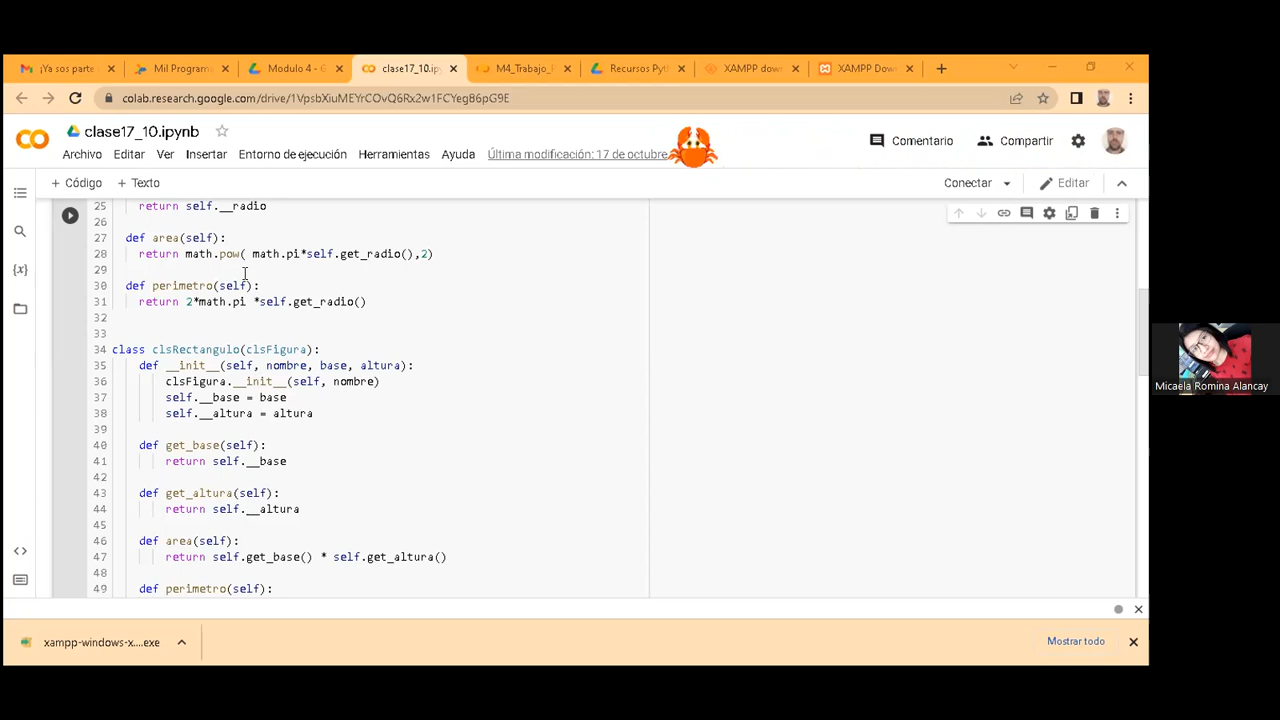 ¡Ya sos parte
Mil Programa
Modulo 4 - G
clase17_10.ip
M4_Trabajo_
Recursos Pyt
XAMPP dow
XAMPP Dow
colab.research.google.com/drive/1VpsbXiuMEYrCOvQ6Rx2w1FCYeg86pG9E
clase17_10.ipynb
Comentario
Compartir
Archivo Editar Ver Insertar Entorno de ejecución Herramientas Ayuda Última modificación: 17 de octubre
+ Código + Texto
Conectar
Editar
25 return self.__radio
26
27 def area(self):
28 return math.pow( math.pi*self.get_radio(),2)
29
30 def perimetro(self):
31 return 2*math.pi *self.get_radio()
32
33
34 class clsRectangulo(clsFigura):
35 def __init__(self, nombre, base, altura):
36 clsFigura.__init__(self, nombre)
37 self.__base = base
38 self.__altura = altura
39
40 def get_base(self):
41 return self.__base
42
43 def get_altura(self):
44 return self.__altura
45
46 def area(self):
47 return self.get_base() * self.get_altura()
48
49 def perimetro(self):
Micaela Romina Alancay
xampp-windows-x....exe
Mostrar todo